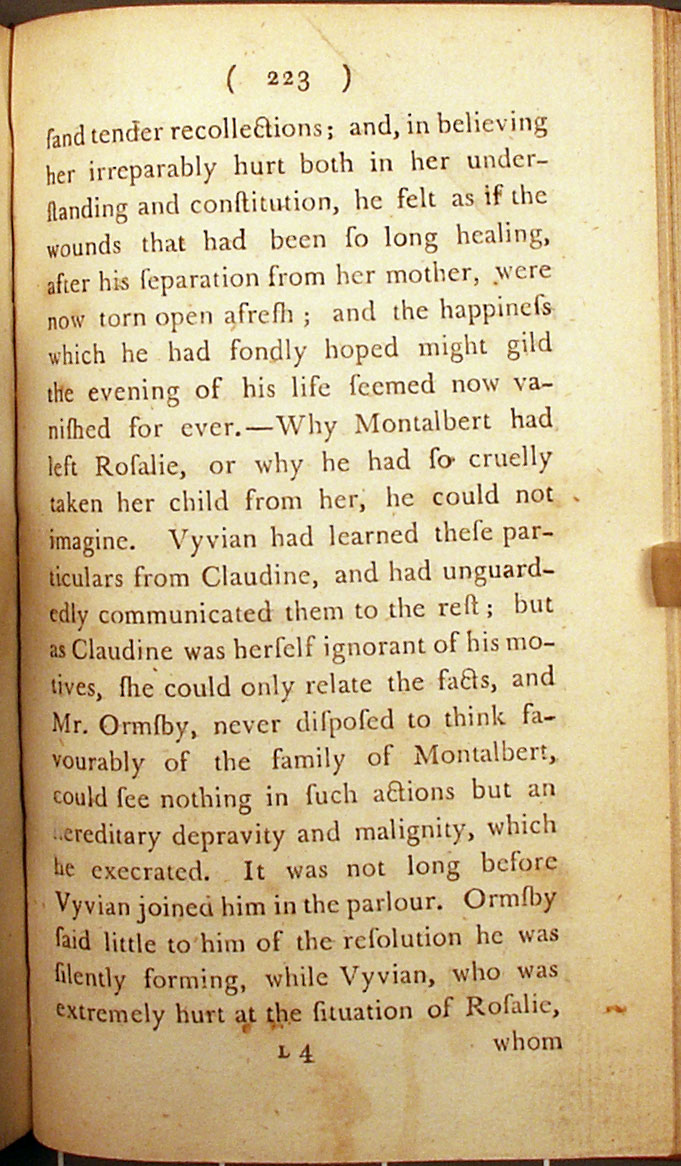 ( 223 )
ſand tender recollections; and, in believing
her irreparably hurt both in her under-
ſtanding and conſtitution, he felt as if the
wounds that had been ſo long healing,
after his ſeparation from her mother, were
now torn open afreſh ; and the happineſs
which he had fondly hoped might gild
the evening of his life ſeemed now va-
niſhed for ever.—Why Montalbert had
left Roſalie, or why he had ſo cruelly
taken her child from her, he could not
imagine. Vyvian had learned theſe par-
ticulars from Claudine, and had unguard-
edly communicated them to the reſt ; but
as Claudine was herſelf ignorant of his mo-
tives, ſhe could only relate the facts, and
Mr. Ormſby, never diſpoſed to think fa-
vourably of the family of Montalbert,
could ſee nothing in ſuch actions but an
hereditary depravity and malignity, which
he execrated. It was not long before
Vyvian joined him in the parlour. Ormſby
ſaid little to him of the reſolution he was
ſilently forming, while Vyvian, who was
extremely hurt at the ſituation of Roſalie,
L 4 whom